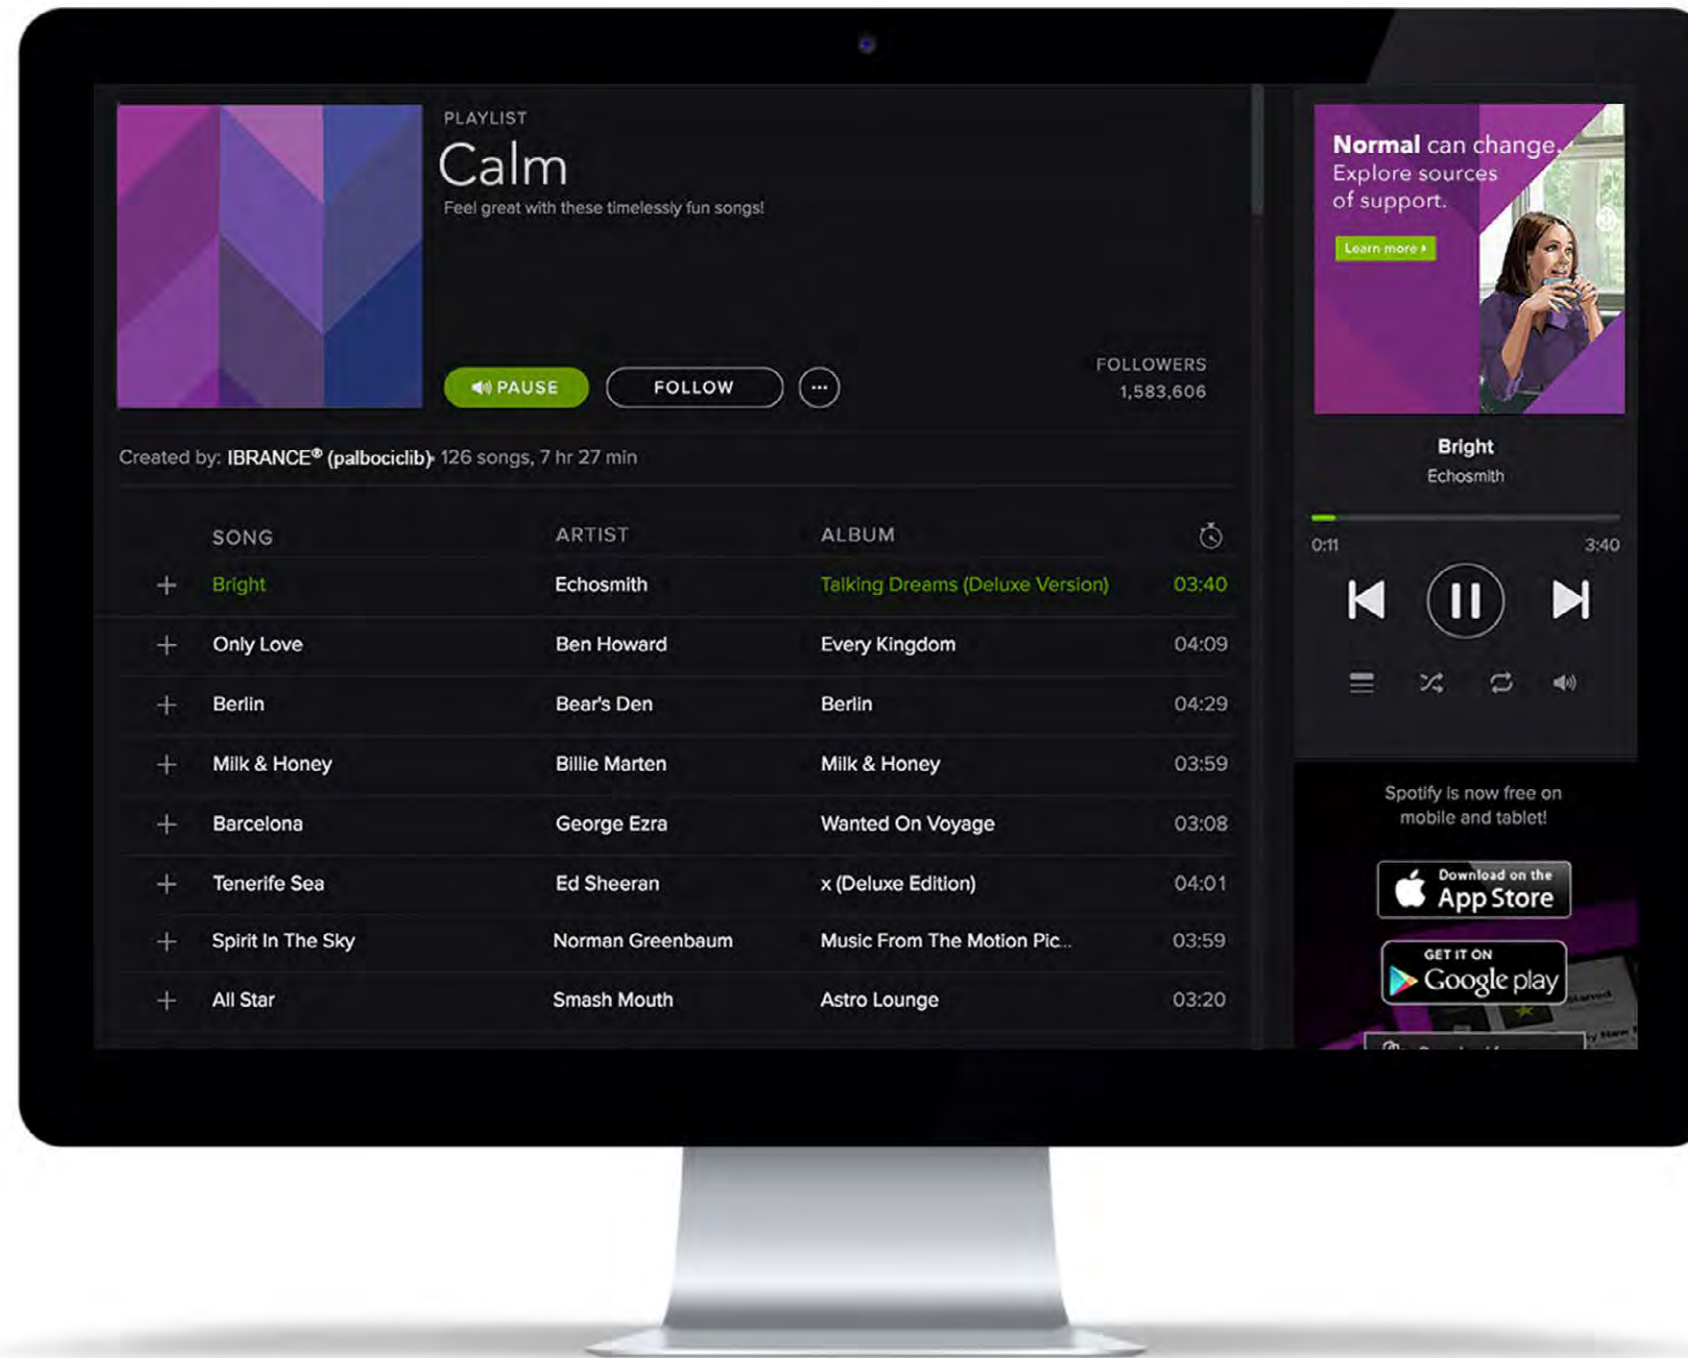 PLAYLIST
Calm
Feel great with these timelessly fun songs!
PAUSE FOLLOW
FOLLOWERS
1,583,606
Created by: IBRANCE® (palbociclib) • 126 songs, 7 hr 27 min
SONG ARTIST ALBUM
Bright Echosmith Talking Dreams (Deluxe Version) 03:40
Only Love Ben Howard Every Kingdom 04:09
Berlin Bear's Den Berlin 04:29
Milk & Honey Billie Marten Milk & Honey 03:59
Barcelona George Ezra Wanted On Voyage 03:08
Tenerife Sea Ed Sheeran x (Deluxe Edition) 04:01
Spirit In The Sky Norman Greenbaum Music From The Motion Pic... 03:59
All Star Smash Mouth Astro Lounge 03:20
Normal can change.
Explore sources
of support.
Learn more
Bright
Echosmith
0:11 3:40
Spotify is now free on
mobile and tablet!
Download on the
App Store
GET IT ON
Google play
Starred